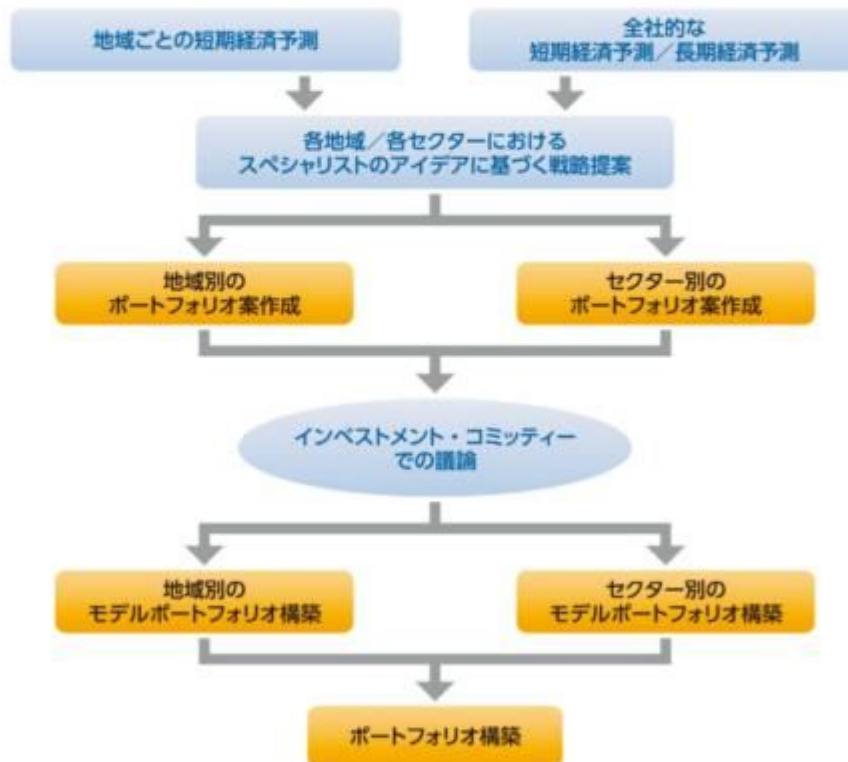 地域ごとの短期経済予測
全社的な
短期経済予測／長期経済予測
各地域／各セクターにおける
スペシャリストのアイデアに基づく戦略提案
地域別の
ポートフォリオ案作成
セクター別の
ポートフォリオ案作成
インベストメント・コミッティー
での議論
地域別の
モデルポートフォリオ構築
セクター別の
モデルポートフォリオ構築
ポートフォリオ構築